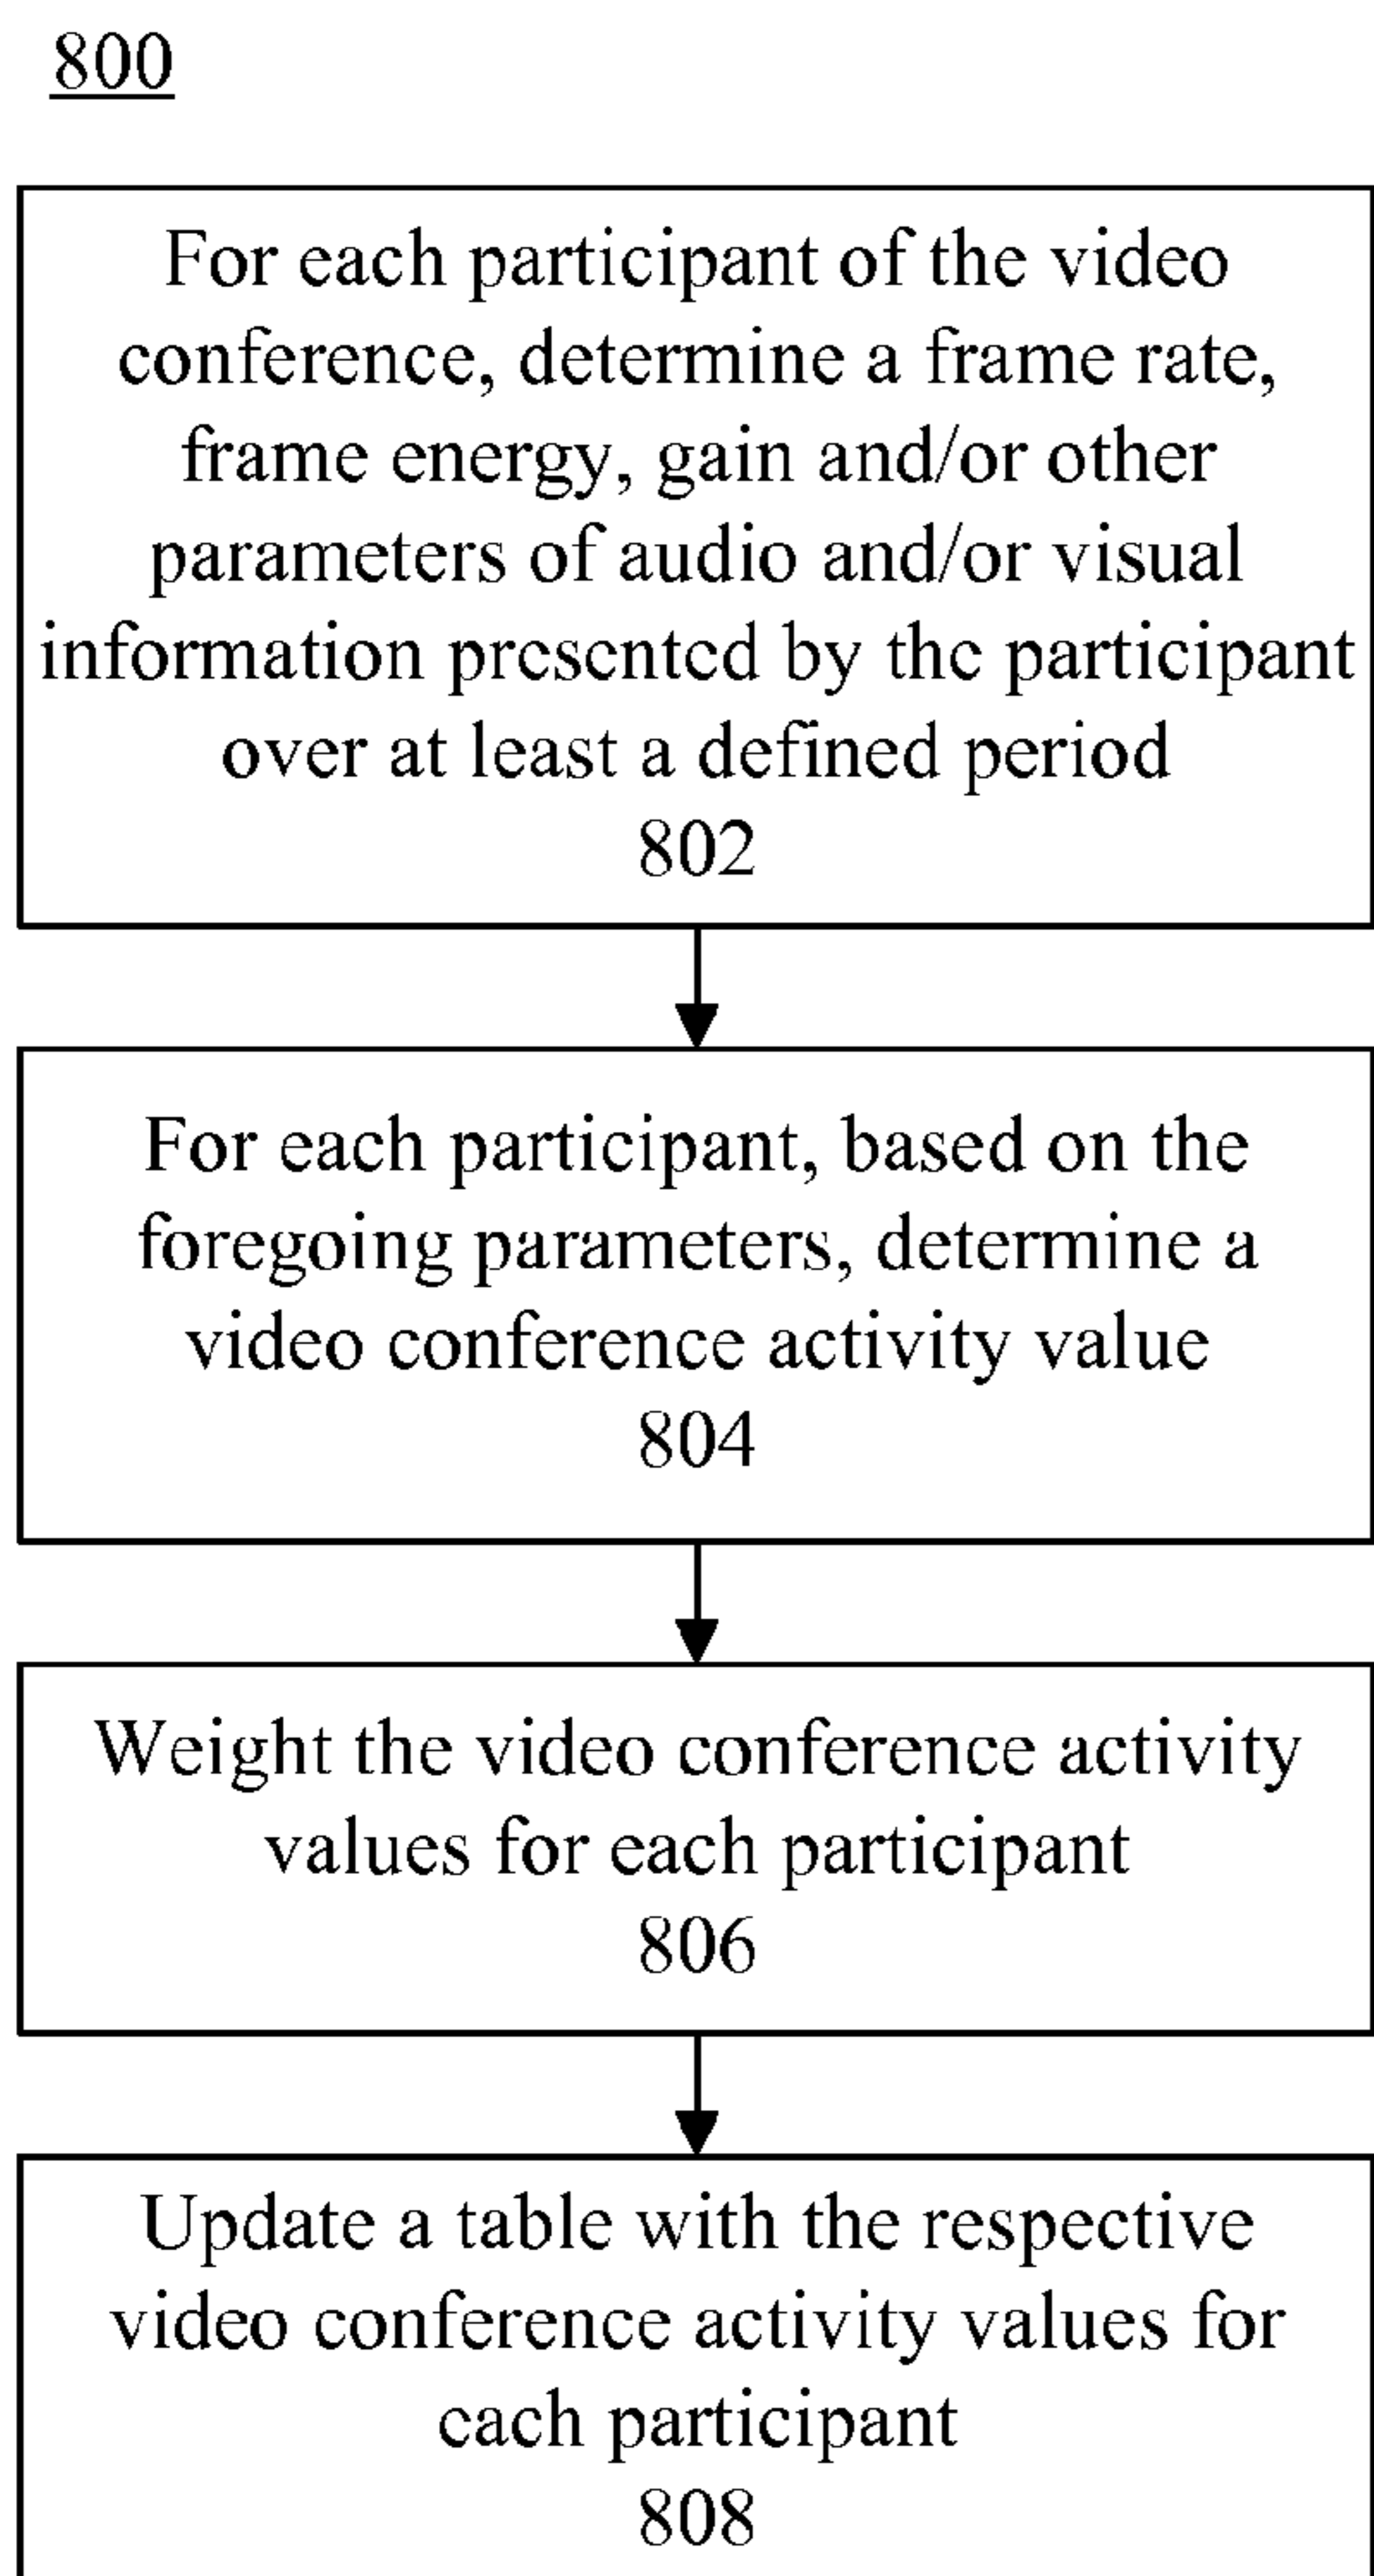 800
For each participant of the video
conference, determine a frame rate,
frame energy, gain and/or other
parameters of audio and/or visual
information presented by the participant
over at least a defined period
802
For each participant, based on the
foregoing parameters, determine a
video conference activity value
804
Weight the video conference activity
values for each participant
806
Update a table with the respective
video conference activity values for
each participant
808